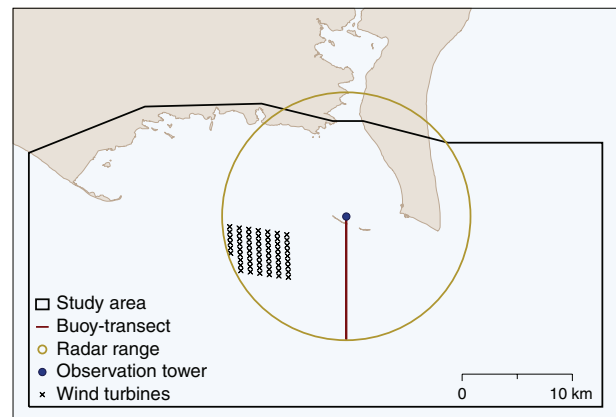 Study area
Buoy-transect
Radar range
Observation tower
Wind turbines
0 10 km